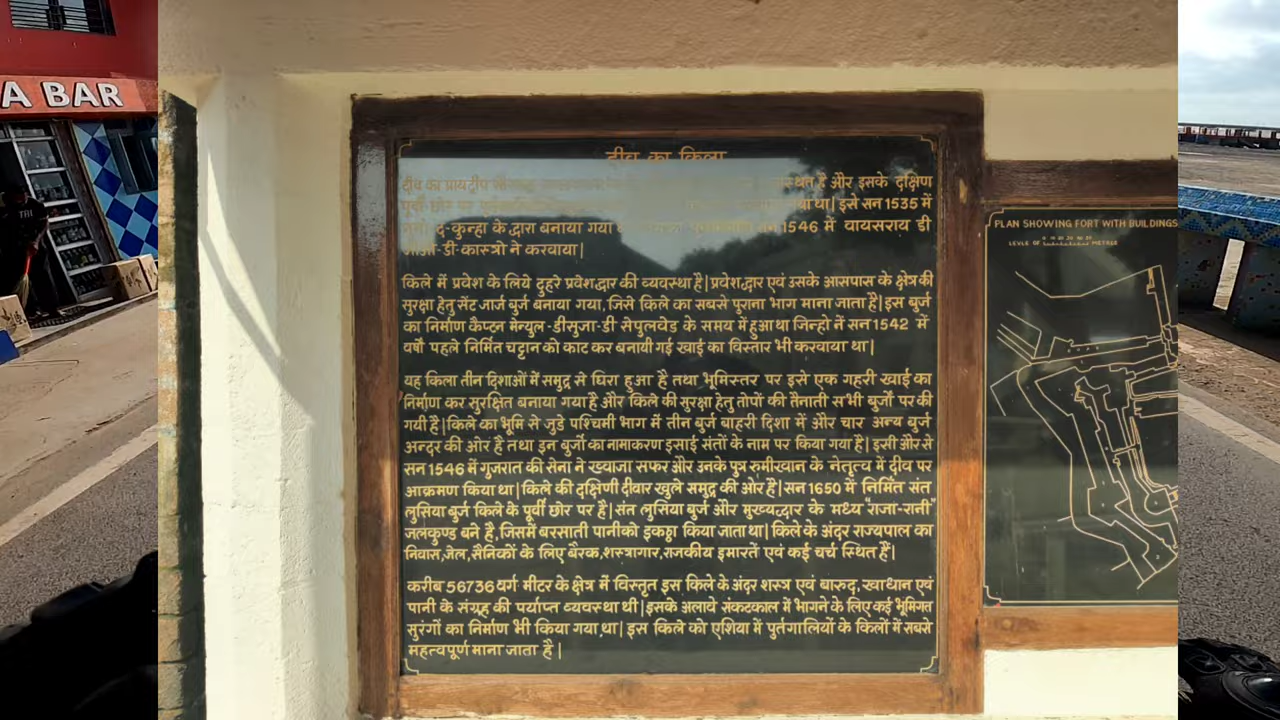 A BAR
THI
दीव का किला
दीव का प्रायद्वीप स्थित है और इसके दक्षिण
पूर्वी छोर पर गया था| इसे सन 1535 में
द-कुन्हा के द्वारा बनाया गया सन 1546 में वायसराय डी
जोओ-डी-कास्त्रो ने करवाया|
किले में प्रवेश के लिये दुहरे प्रवेशद्वार की व्यवस्था है|प्रवेशद्वार एवं उसके आसपास के क्षेत्र की
सुरक्षा हेतु सेंट जार्ज बुर्ज बनाया गया, जिसे किले का सबसे पुराना भाग माना जाता है|इस बुर्ज
का निर्माण कैप्टन मेन्युल-डीसुजा-डी सेपुलवेड के समय में हुआ था जिन्हो ने सन 1542 में
वर्षो पहले निर्मित चट्टान को काट कर बनायी गई खाई का विस्तार भी करवाया था|
यह किला तीन दिशाओं में समुद्र से घिरा हुआ है तथा भूमिस्तर पर इसे एक गहरी खाई का
निर्माण कर सुरक्षित बनाया गया है और किले की सुरक्षा हेतु तोपों की तैनाती सभी बुर्जो पर की
गयी है|किले का भूमि से जुडे पश्चिमी भाग में तीन बुर्ज बाहरी दिशा में और चार अन्य बुर्ज
अन्दर की ओर है तथा इन बुर्जो का नामाकरण इसाई संतों के नाम पर किया गया है| इसी और से
सन 1546 में गुजरात की सेना ने ख्वाजा सफर और उनके पुत्र रुमीखान के नेतृत्व में दीव पर
आक्रमण किया था|किले की दक्षिणी दीवार खुले समुद्र की ओर है|सन 1650 में निर्मित संत
लुसिया बुर्ज किले के पूर्वी छोर पर है|संत लुसिया बुर्ज और मुख्यद्वार के मध्य "राजा-रानी"
जलकुण्ड बने है,जिसमें बरसाती पानीको इकठ्ठा किया जाता था| किले के अंदर राज्यपाल का
निवास,जेल,सैनिकों के लिए बैरक,शस्त्रागार,राजकीय इमारतें एवं कई चर्च स्थित हैं|
करीब 56736 वर्ग मीटर के क्षेत्र में विस्तृत इस किले के अंदर शस्त्र एवं बारुद, खाधान एवं
पानी के संग्रह की पर्याप्त व्यवस्था थी|इसके अलावे संकटकाल में भागने के लिए कई भूमिगत
सुरंगों का निर्माण भी किया गया था| इस किले को एशिया में पुर्तगालियों के किलों में सबसे
महत्वपूर्ण माना जाता है|
PLAN SHOWING FORT WITH BUILDINGS
LEVLE OF METRES